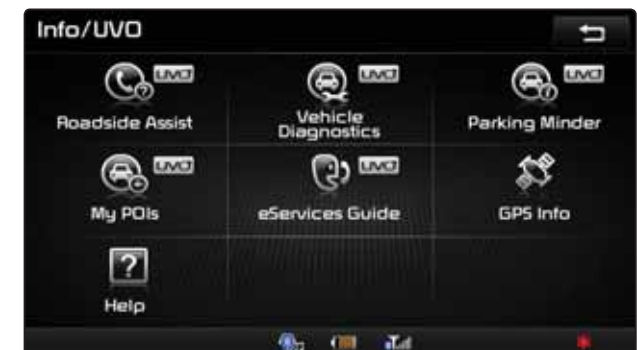 Info/UVO
UVO
UVO
UVO
Roadside Assist
Vehicle
Diagnostics
Parking Minder
UVO
UVO
My POIs
eServices Guide
GPS Info
?
Help